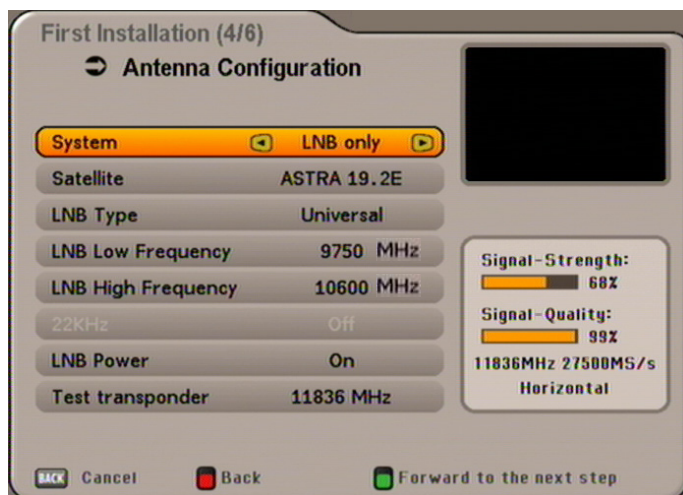 First Installation (4/6)
Antenna Configuration
System LNB only
Satellite ASTRA 19.2E
LNB Type Universal
LNB Low Frequency 9750 MHz
LNB High Frequency 10600 MHz
22KHz Off
LNB Power On
Test transponder 11836 MHz
Signal-Strength:
68%
Signal-Quality:
99%
11836MHz 27500MS/s
Horizontal
BACK Cancel Back Forward to the next step